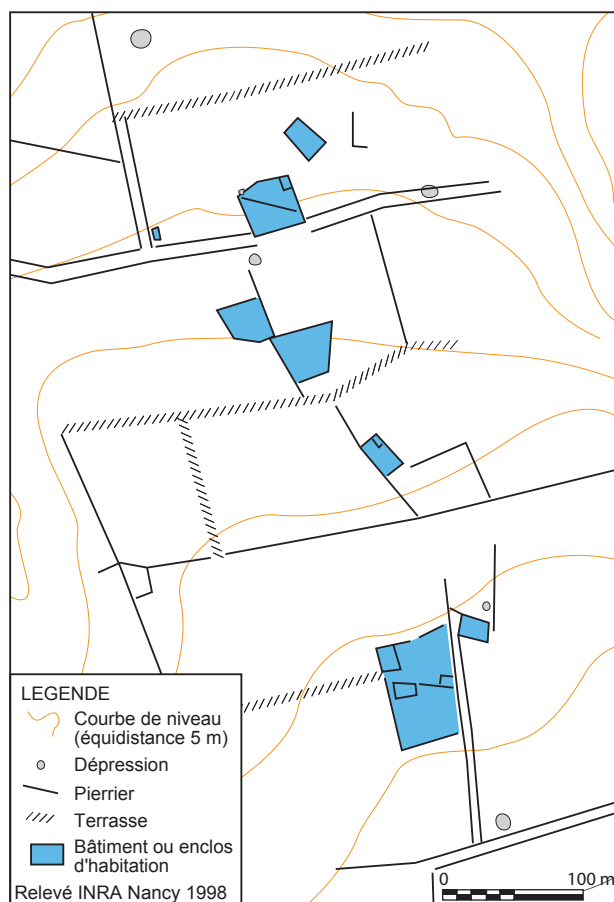 LEGENDE
Courbe de niveau
(équidistance 5 m)
Dépression
Pierrier
Terrasse
Bâtiment ou enclos
d'habitation
Relevé INRA Nancy 1998
0 100 m